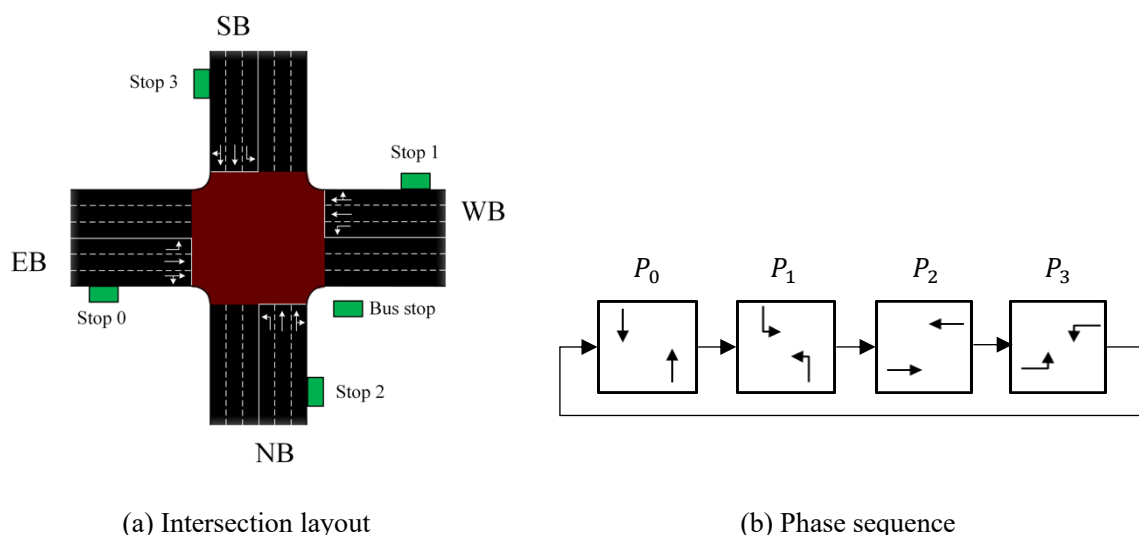 SB
Stop 3
Stop 1
WB
EB
Stop 0
Bus stop
Stop 2
NB
(a) Intersection layout
P₀ P₁ P₂ P₃
(b) Phase sequence